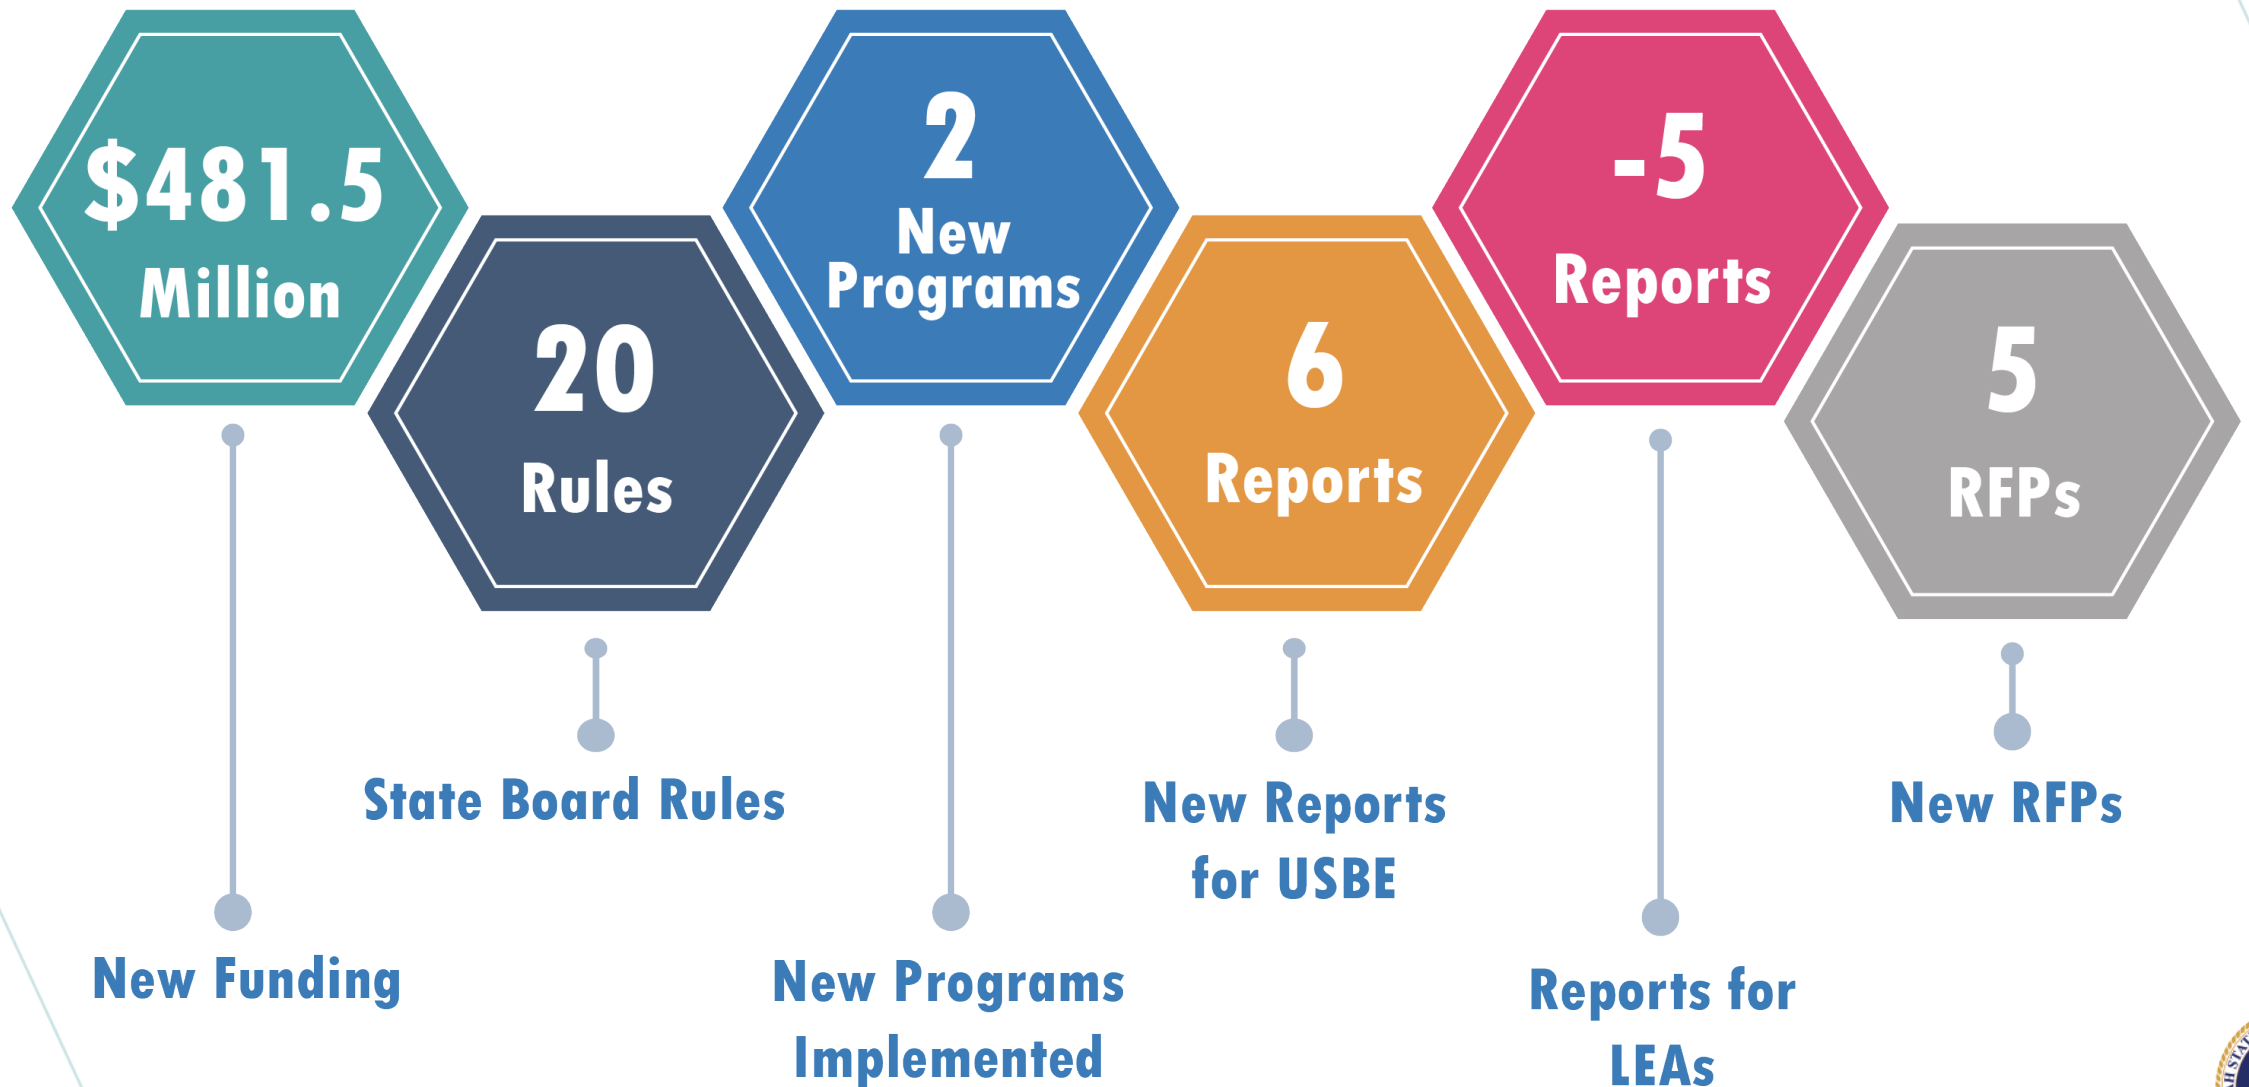 $481.5
Million
New Funding
20
Rules
State Board Rules
2
New
Programs
New Programs
Implemented
6
Reports
New Reports
for USBE
-5
Reports
Reports for
LEAs
5
RFPs
New RFPs